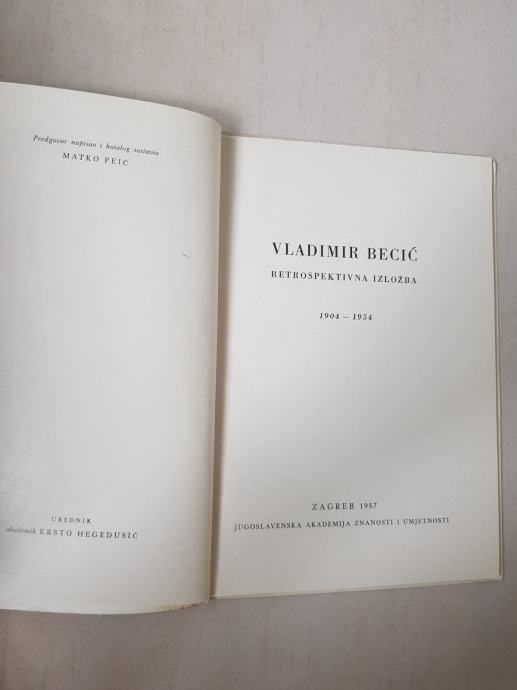 Predgovor napisao i katalog sastavio
MATKO PEIĆ
UREDNIK
akademik KRSTO HEGEDUSIĆ
VLADIMIR BECIĆ
RETROSPEKTIVNA IZLOŽBA
1904 — 1954
ZAGREB 1957
JUGOSLAVENSKA AKADEMIJA ZNANOSTI I UMJETNOSTI